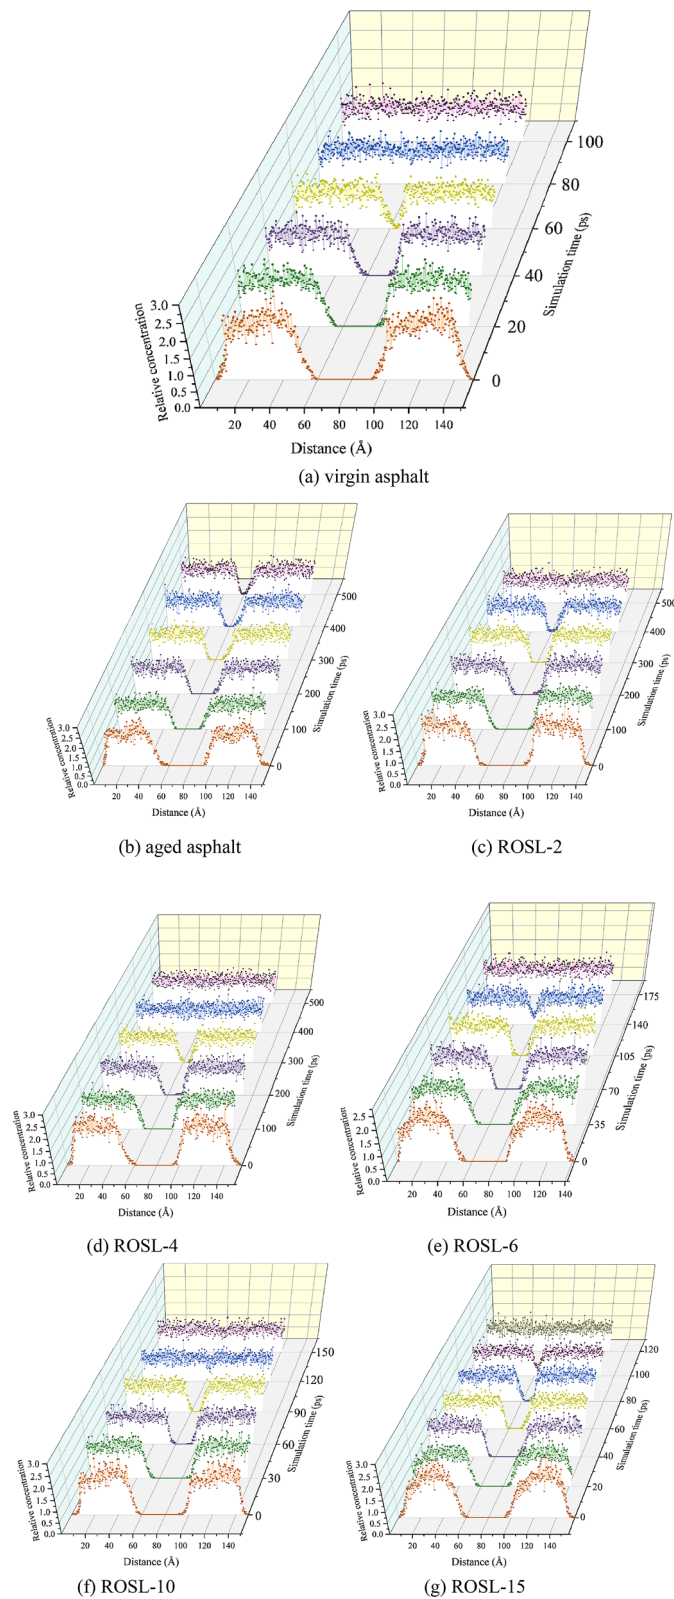 Relative concentration
3.0
2.5
2.0
1.5
1.0
0.5
0.0
20 40 60 80 100 120 140
Distance (Å)
0
20
40
60
80
100
Simulation time (ps)
(a) virgin asphalt
Relative concentration
3.0
2.5
2.0
1.5
1.0
0.5
0.0
20 40 60 80 100 120 140
Distance (Å)
0
100
200
300
400
500
Simulation time (ps)
(b) aged asphalt
Relative concentration
2.5
2.0
1.5
1.0
0.5
0.0
20 40 60 80 100 120 140
Distance (Å)
0
100
200
300
400
500
Simulation time (ps)
(c) ROSL-2
Relative concentration
3.0
2.5
2.0
1.5
1.0
0.5
0.0
20 40 60 80 100 120 140
Distance (Å)
0
100
200
300
400
500
Simulation time (ps)
(d) ROSL-4
Relative concentration
2.5
2.0
1.5
1.0
0.5
0.0
20 40 60 80 100 120 140
Distance (Å)
0
35
70
105
140
175
Simulation time (ps)
(e) ROSL-6
Relative concentration
3.0
2.5
2.0
1.5
1.0
0.5
0.0
20 40 60 80 100 120 140
Distance (Å)
0
30
60
90
120
150
Simulation time (ps)
(f) ROSL-10
Relative concentration
3.0
2.5
2.0
1.5
1.0
0.5
0.0
20 40 60 80 100 120 140
Distance (Å)
0
20
40
60
80
100
120
Simulation time (ps)
(g) ROSL-15